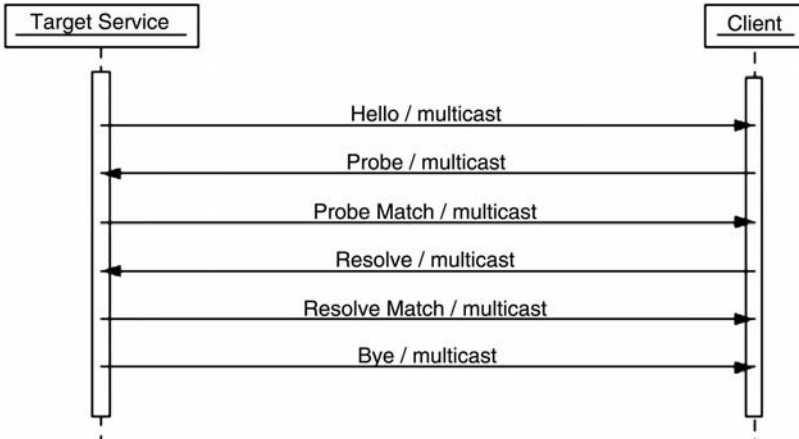 Target Service
Client
Hello / multicast
Probe / multicast
Probe Match / multicast
Resolve / multicast
Resolve Match / multicast
Bye / multicast